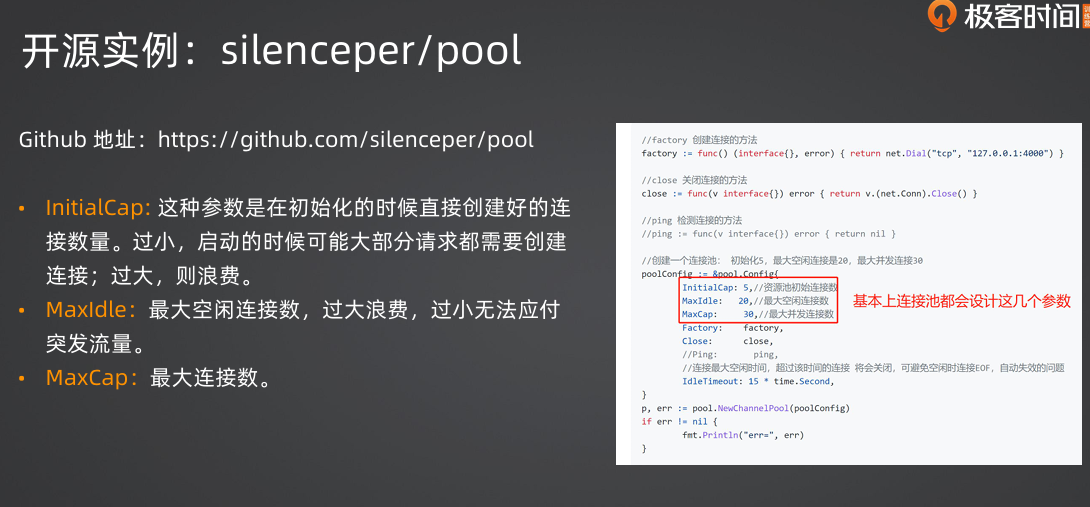 极客时间
开源实例：silenceper/pool
Github 地址：https://github.com/silenceper/pool
• InitialCap: 这种参数是在初始化的时候直接创建好的连
接数量。过小，启动的时候可能大部分请求都需要创建
连接；过大，则浪费。
• MaxIdle：最大空闲连接数，过大浪费，过小无法应付
突发流量。
• MaxCap：最大连接数。
//factory 创建连接的方法
factory := func() (interface{}, error) { return net.Dial("tcp", "127.0.0.1:4000") }
//close 关闭连接的方法
close := func(v interface{}) error { return v.(net.Conn).Close() }
//ping 检测连接的方法
//ping := func(v interface{}) error { return nil }
//创建一个连接池： 初始化5，最大空闲连接是20，最大并发连接30
poolConfig := &pool.Config{
InitialCap: 5,//资源池初始连接数
MaxIdle: 20,//最大空闲连接数
MaxCap: 30,//最大并发连接数
基本上连接池都会设计这几个参数
Factory: factory,
Close: close,
//Ping: ping,
//连接最大空闲时间，超过该时间的连接 将会关闭，可避免空闲时连接EOF，自动失效的问题
IdleTimeout: 15 * time.Second,
}
p, err := pool.NewChannelPool(poolConfig)
if err != nil {
fmt.Println("err=", err)
}